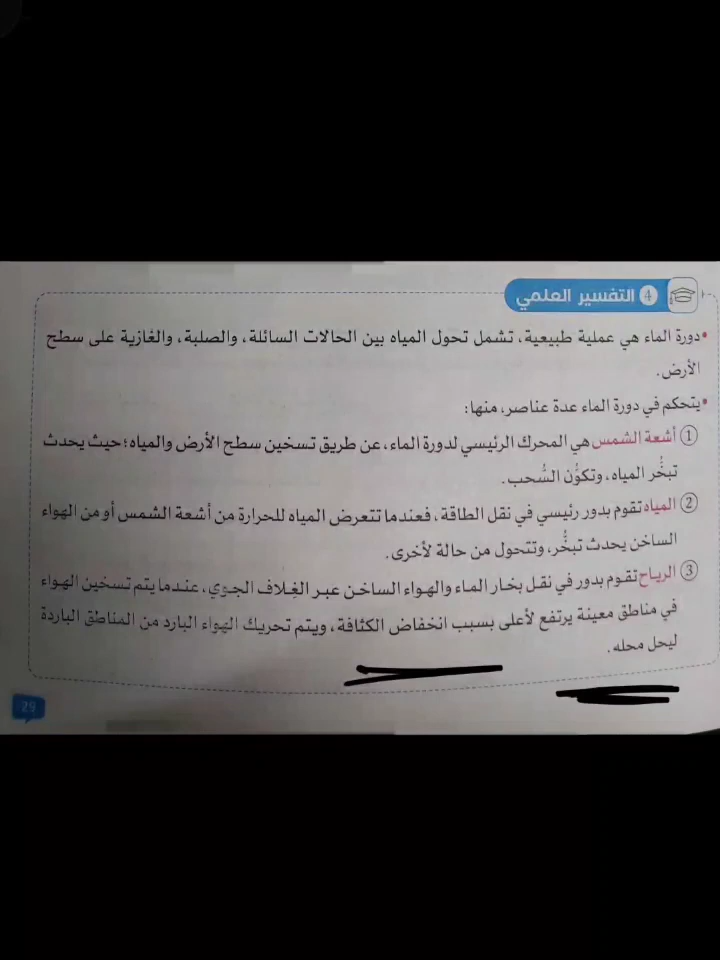 4 التفسير العلمي
•دورة الماء هي عملية طبيعية، تشمل تحول المياه بين الحالات السائلة، والصلبة، والغازية على سطح
الأرض.
•يتحكم في دورة الماء عدة عناصر، منها:
1 أشعة الشمس هي المحرك الرئيسي لدورة الماء، عن طريق تسخين سطح الأرض والمياه؛ حيث يحدث
تبخُّر المياه، وتكوُّن السُّحب.
2 المياه تقوم بدور رئيسي في نقل الطاقة، فعندما تتعرض المياه للحرارة من أشعة الشمس أو من الهواء
الساخن يحدث تبخُّر، وتتحول من حالة لأخرى.
3 الرياح تقوم بدور في نقل بخار الماء والهواء الساخن عبر الغِلاف الجوي، عندما يتم تسخين الهواء
في مناطق معينة يرتفع لأعلى بسبب انخفاض الكثافة، ويتم تحريك الهواء البارد من المناطق الباردة
ليحل محله.
29